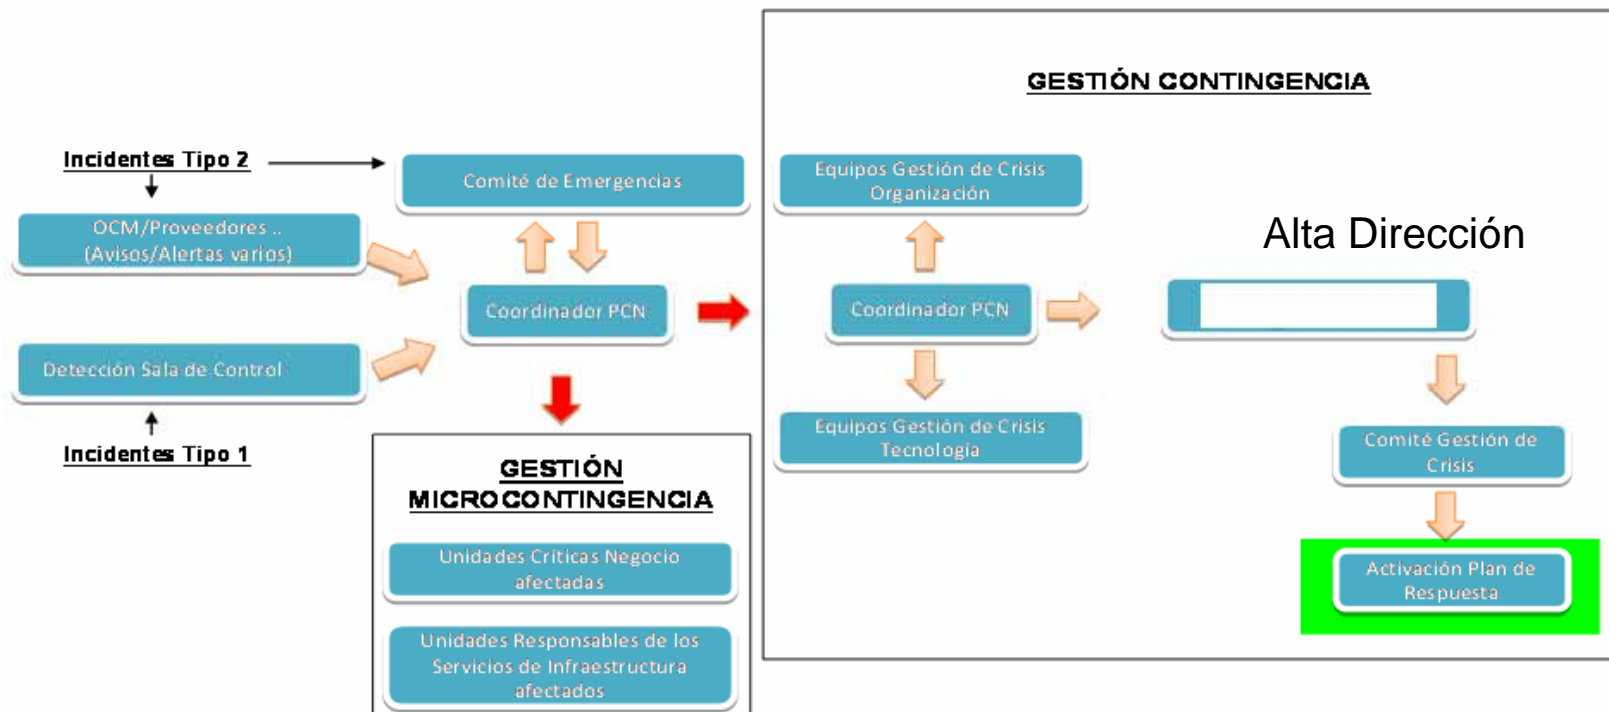 GESTIÓN CONTINGENCIA
Incidentes Tipo 2
Comité de Emergencias
OCM/Proveedores ..
(Avisos/Alertas varios)
Coordinador PCN
Detección Sala de Control
Incidentes Tipo 1
GESTIÓN
MICROCONTINGENCIA
Unidades Críticas Negocio
afectadas
Unidades Responsables de los
Servicios de Infraestructura
afectados
Equipos Gestión de Crisis
Organización
Coordinador PCN
Equipos Gestión de Crisis
Tecnología
Alta Dirección
Comité Gestión de
Crisis
Activación Plan de
Respuesta